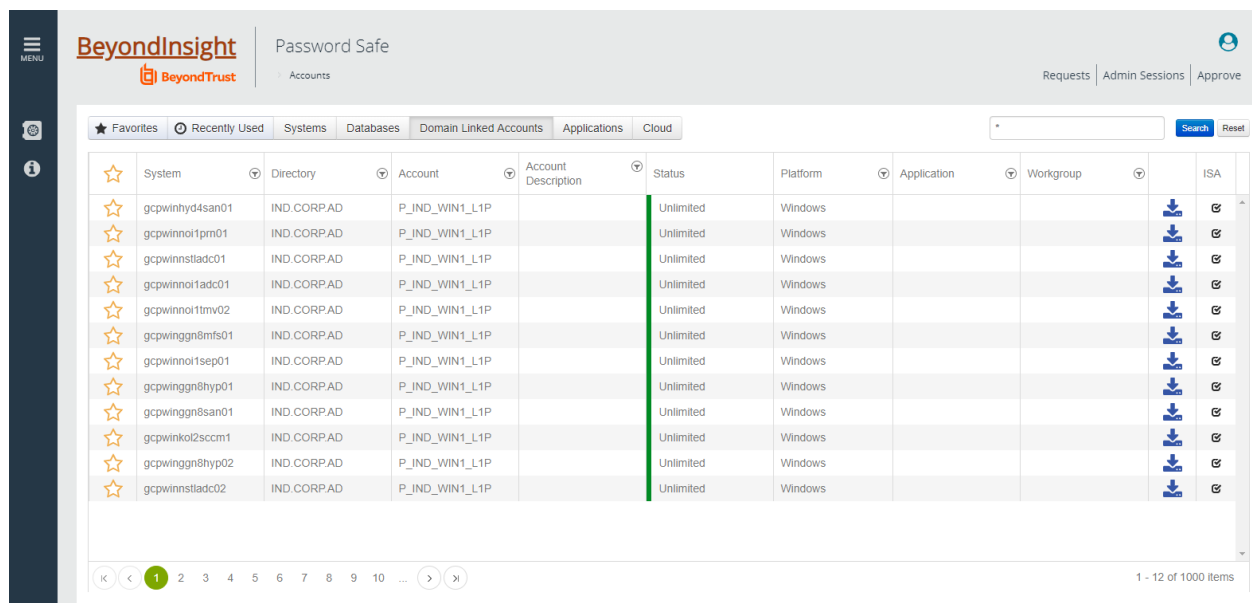 BeyondInsight Password Safe
MENU
BeyondTrust Accounts Requests Admin Sessions Approve
Favorites Recently Used Systems Databases Domain Linked Accounts Applications Cloud * Search Reset
System Directory Account Account Description Status Platform Application Workgroup ISA
gcpwinhyd4san01 IND.CORP.AD P_IND_WIN1_L1P Unlimited Windows
gcpwinnoi1prn01 IND.CORP.AD P_IND_WIN1_L1P Unlimited Windows
gcpwinnstladc01 IND.CORP.AD P_IND_WIN1_L1P Unlimited Windows
gcpwinnoi1adc01 IND.CORP.AD P_IND_WIN1_L1P Unlimited Windows
gcpwinnoi1tmv02 IND.CORP.AD P_IND_WIN1_L1P Unlimited Windows
gcpwinggn8mfs01 IND.CORP.AD P_IND_WIN1_L1P Unlimited Windows
gcpwinnoi1sep01 IND.CORP.AD P_IND_WIN1_L1P Unlimited Windows
gcpwinggn8hyp01 IND.CORP.AD P_IND_WIN1_L1P Unlimited Windows
gcpwinggn8san01 IND.CORP.AD P_IND_WIN1_L1P Unlimited Windows
gcpwinkol2sccm1 IND.CORP.AD P_IND_WIN1_L1P Unlimited Windows
gcpwinggn8hyp02 IND.CORP.AD P_IND_WIN1_L1P Unlimited Windows
gcpwinnstladc02 IND.CORP.AD P_IND_WIN1_L1P Unlimited Windows
1 2 3 4 5 6 7 8 9 10 ... 1 - 12 of 1000 items